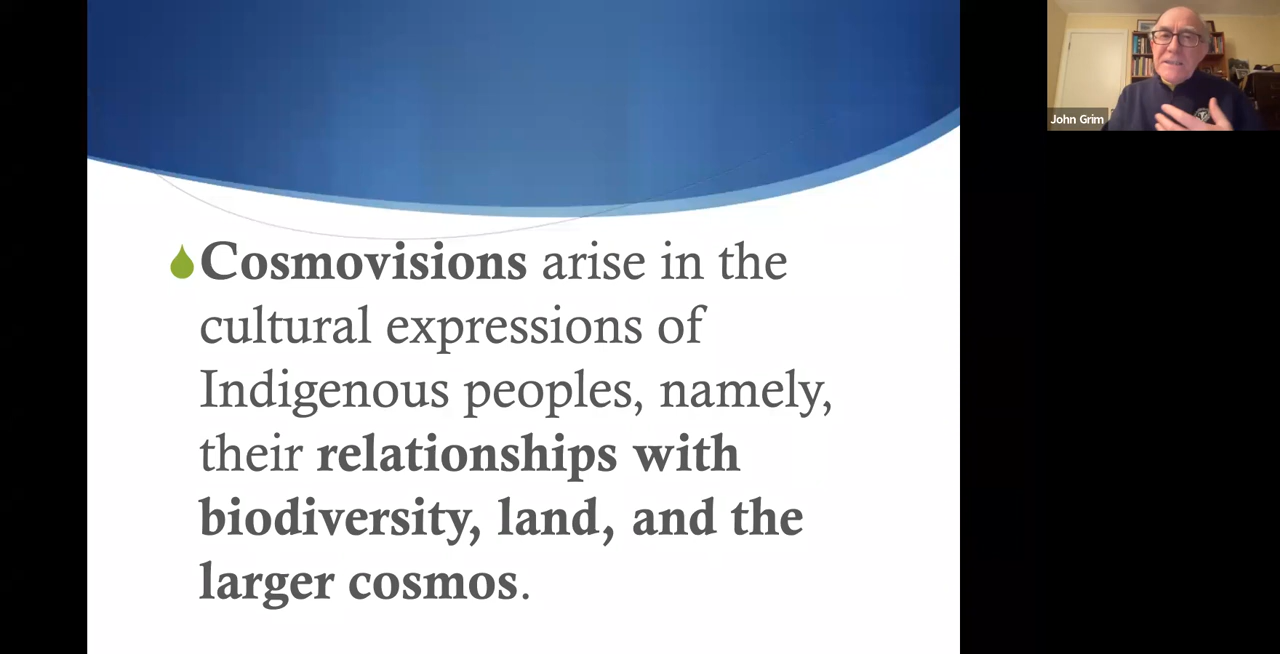 Cosmovisions arise in the
cultural expressions of
Indigenous peoples, namely,
their relationships with
biodiversity, land, and the
larger cosmos.
John Grim